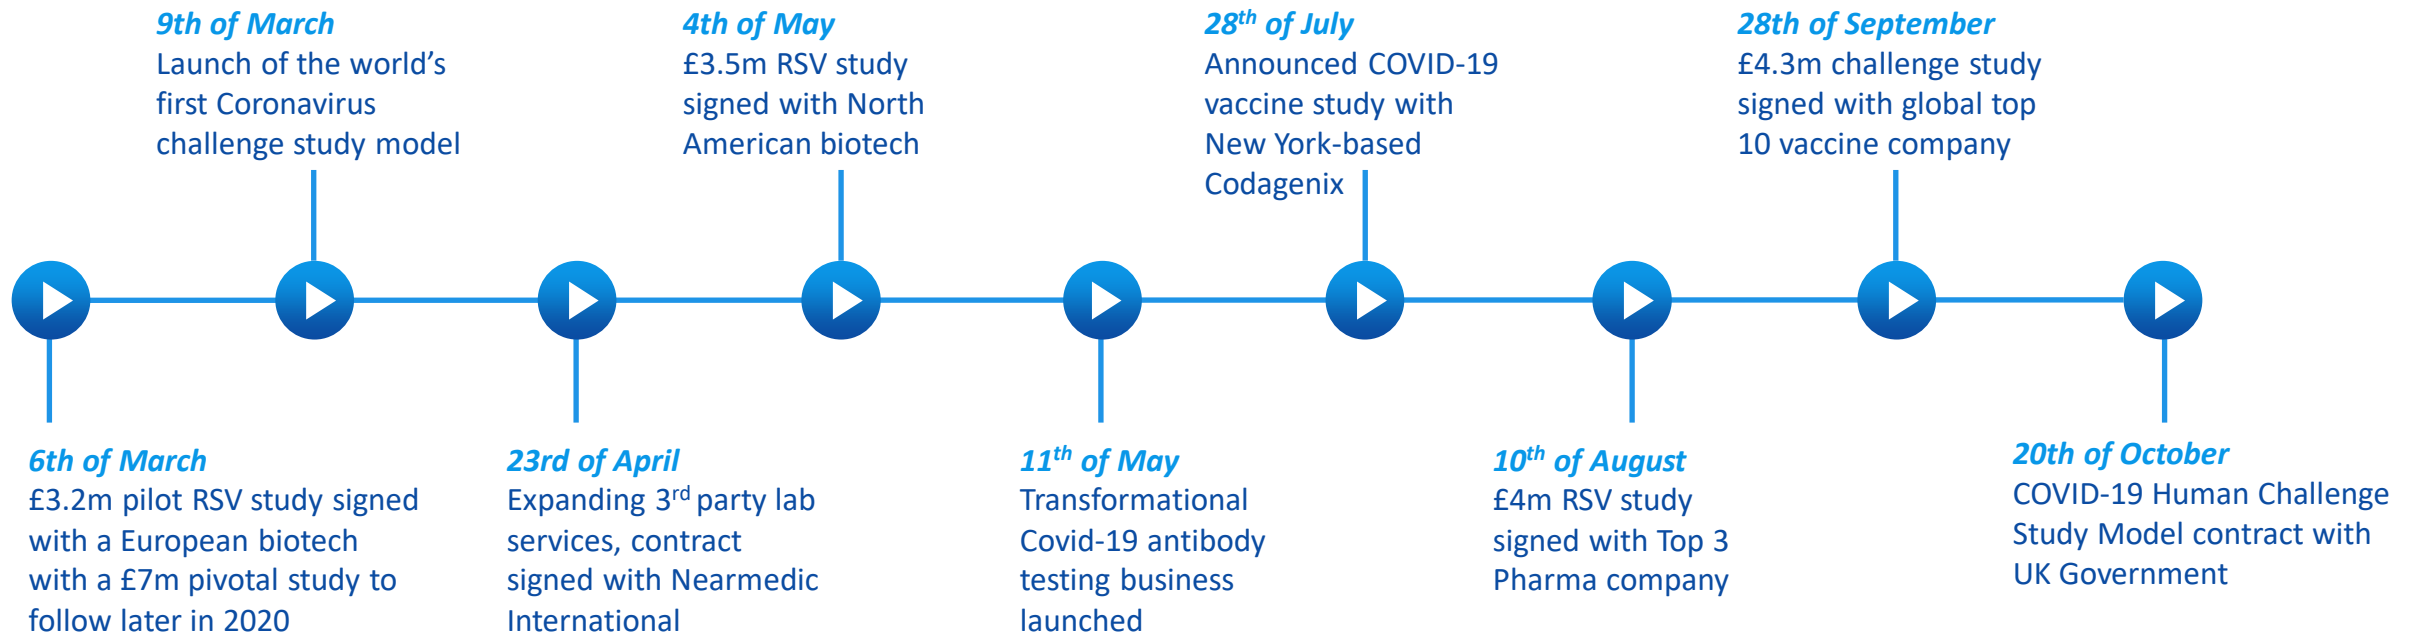 9th of March
Launch of the world’s
first Coronavirus
challenge study model
4th of May
£3.5m RSV study
signed with North
American biotech
28th of July
Announced COVID-19
vaccine study with
New York-based
Codagenix
28th of September
£4.3m challenge study
signed with global top
10 vaccine company
6th of March
£3.2m pilot RSV study signed
with a European biotech
with a £7m pivotal study to
follow later in 2020
23rd of April
Expanding 3rd party lab
services, contract
signed with Nearmedic
International
11th of May
Transformational
Covid-19 antibody
testing business
launched
10th of August
£4m RSV study
signed with Top 3
Pharma company
20th of October
COVID-19 Human Challenge
Study Model contract with
UK Government